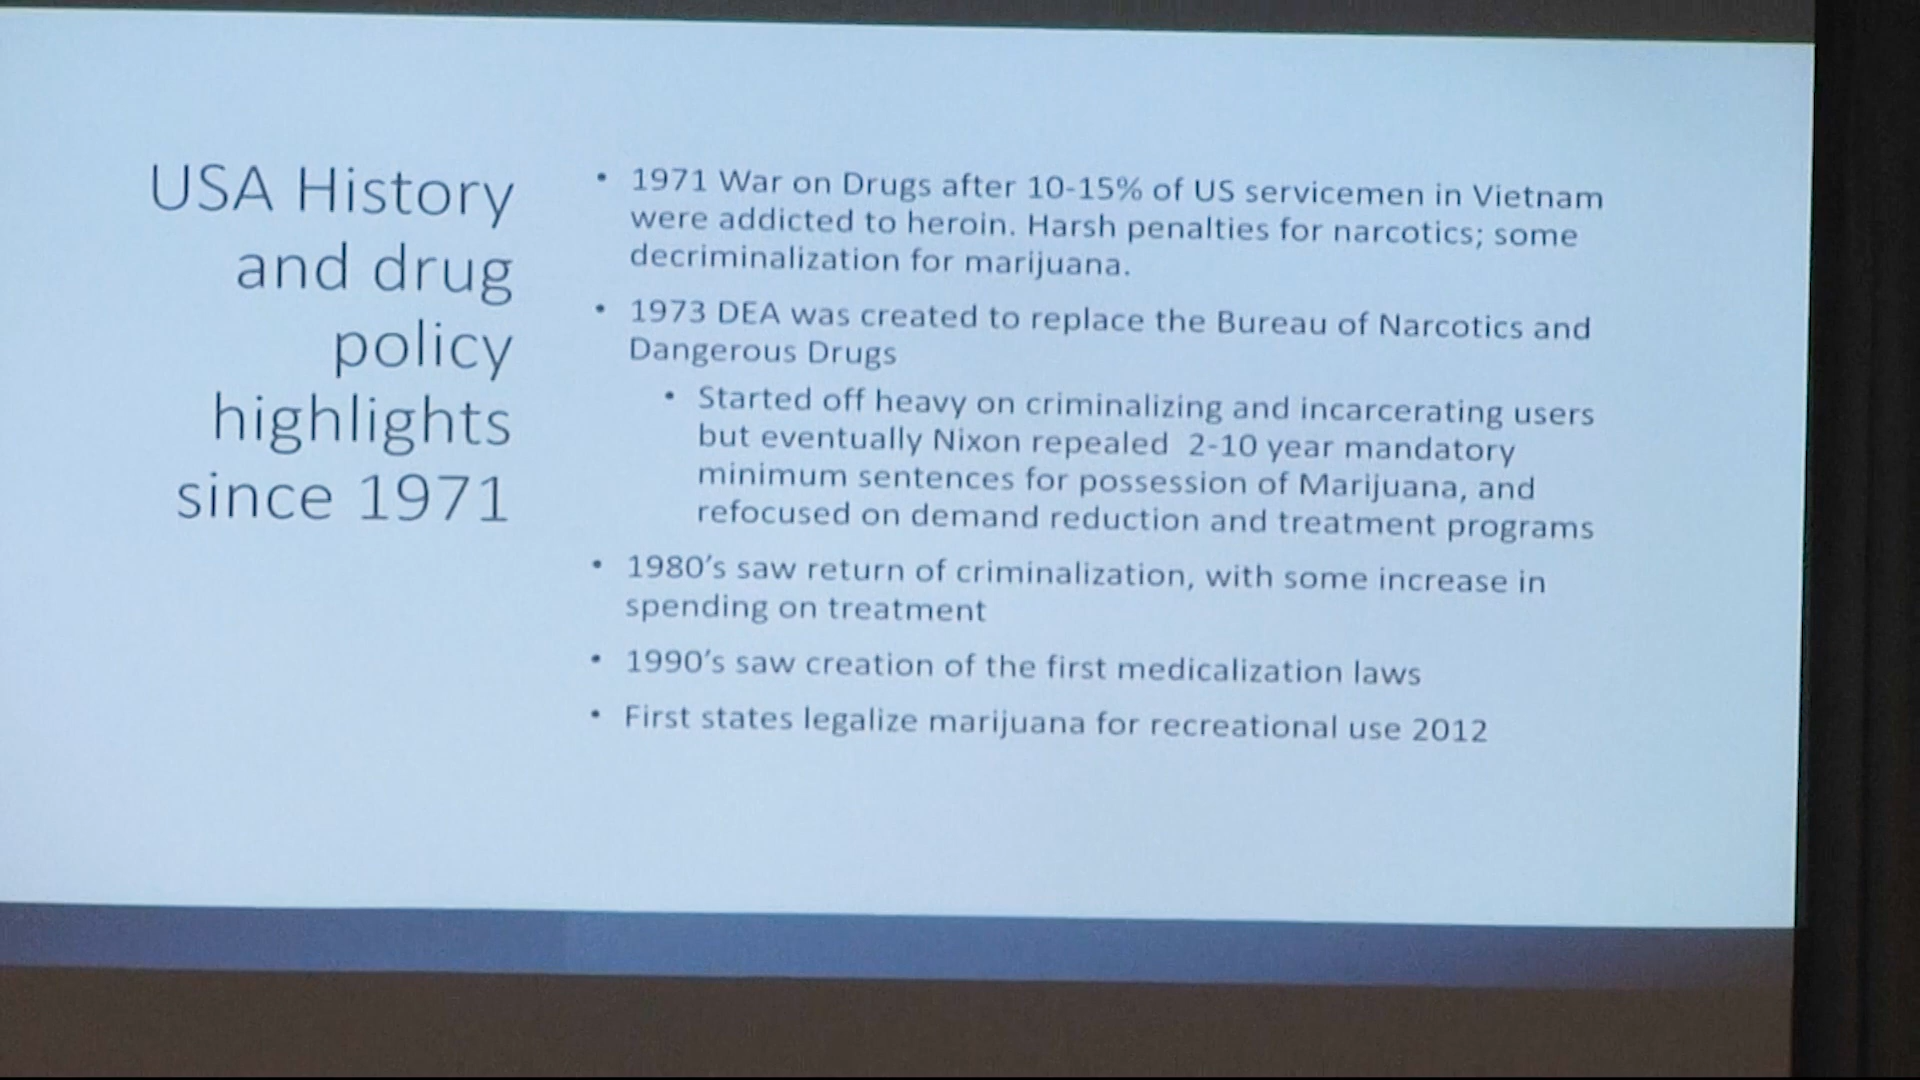 USA History
and drug
policy
highlights
since 1971
• 1971 War on Drugs after 10-15% of US servicemen in Vietnam
were addicted to heroin. Harsh penalties for narcotics; some
decriminalization for marijuana.
• 1973 DEA was created to replace the Bureau of Narcotics and
Dangerous Drugs
• Started off heavy on criminalizing and incarcerating users
but eventually Nixon repealed 2-10 year mandatory
minimum sentences for possession of Marijuana, and
refocused on demand reduction and treatment programs
• 1980’s saw return of criminalization, with some increase in
spending on treatment
• 1990’s saw creation of the first medicalization laws
• First states legalize marijuana for recreational use 2012